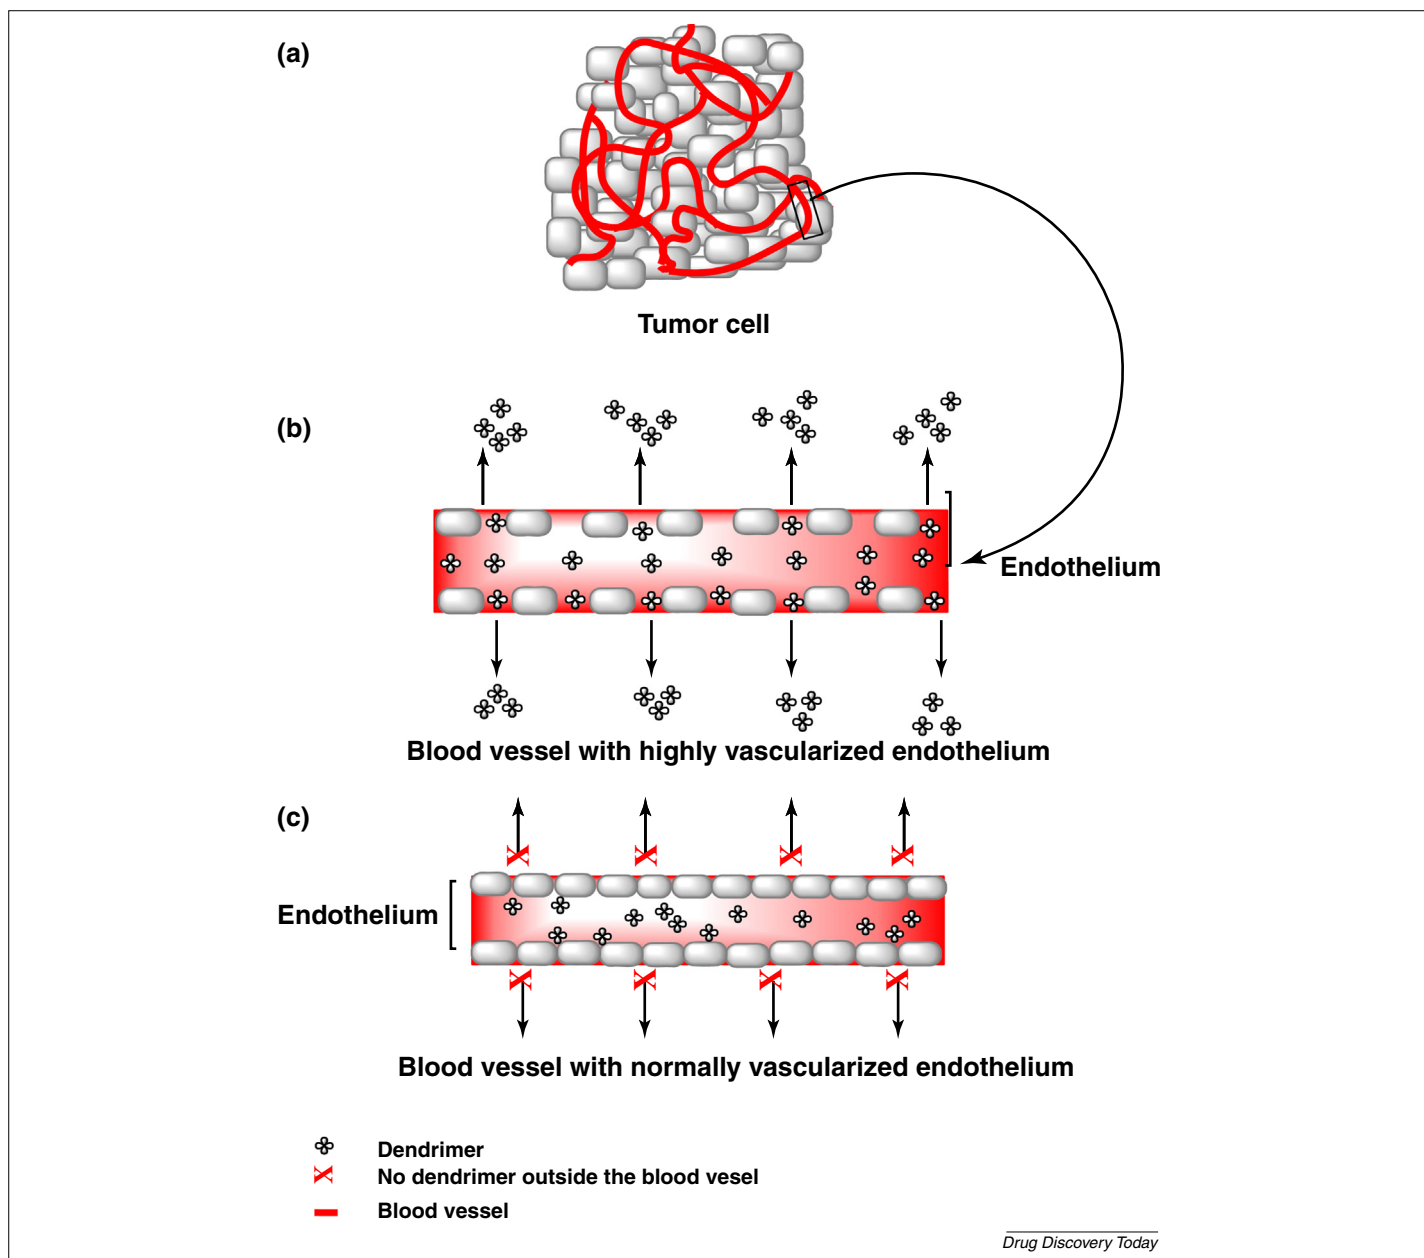 (a)
Tumor cell
(b)
Endothelium
Blood vessel with highly vascularized endothelium
(c)
Endothelium
Blood vessel with normally vascularized endothelium
Dendrimer
No dendrimer outside the blood vesel
Blood vessel
Drug Discovery Today